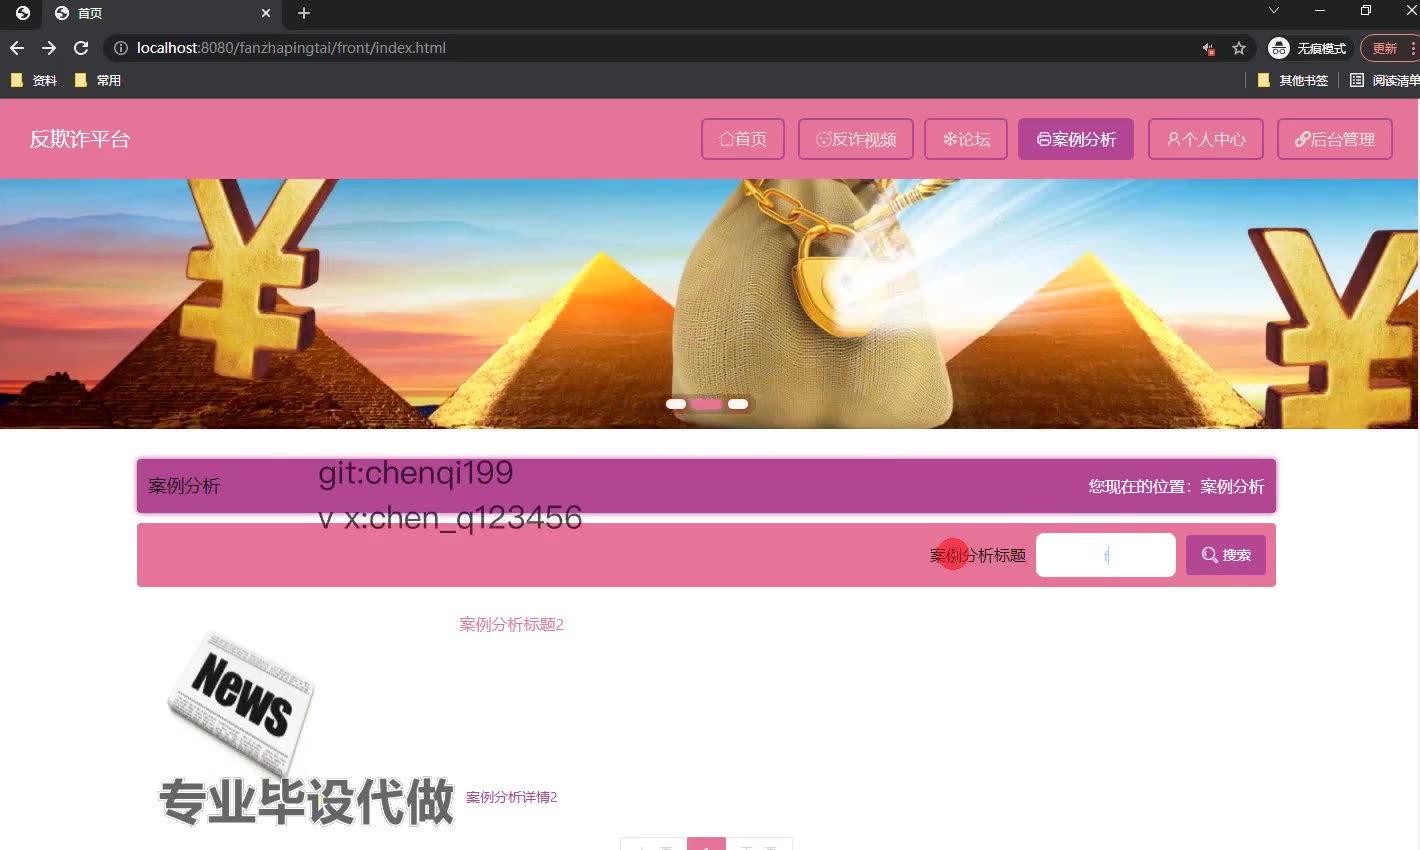 首页
localhost:8080/fanzhapingtai/front/index.html
无痕模式
更新
资料
常用
其他书签
阅读清单
反欺诈平台
首页
反诈视频
论坛
案例分析
个人中心
后台管理
案例分析
git:chenqi199
您现在的位置：案例分析
v x:chen_q123456
案例分析标题
f
搜索
案例分析标题2
News
专业毕设代做
案例分析详情2